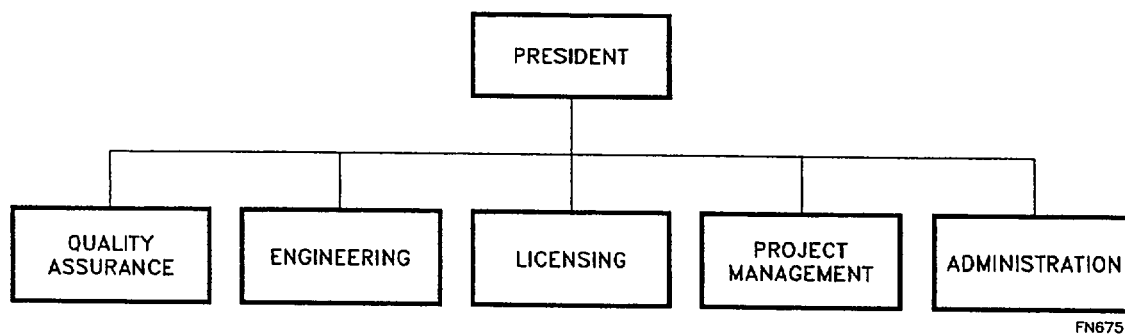 PRESIDENT
QUALITY
ASSURANCE
ENGINEERING
LICENSING
PROJECT
MANAGEMENT
ADMINISTRATION
FN675